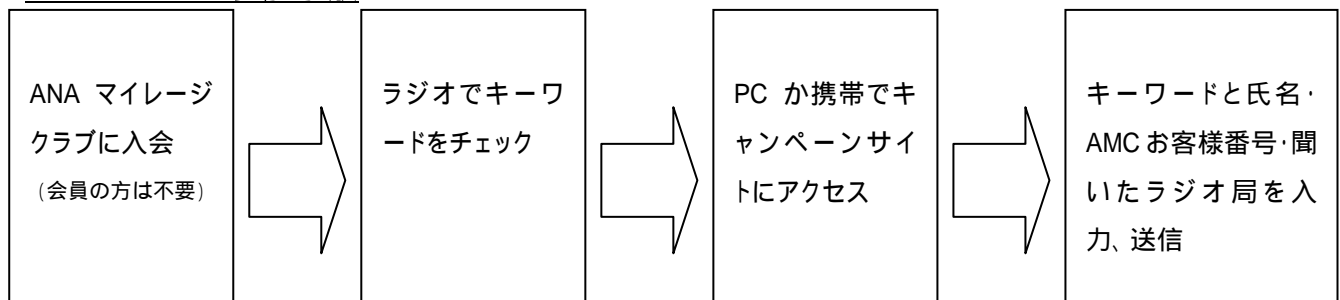 ANA マイレージ
クラブに入会
（会員の方は不要）
ラジオでキーワ
ードをチェック
PC か携帯でキ
ャンペーンサイ
トにアクセス
キーワードと氏名・
AMC お客様番号・聞
いたラジオ局を入
力、送信